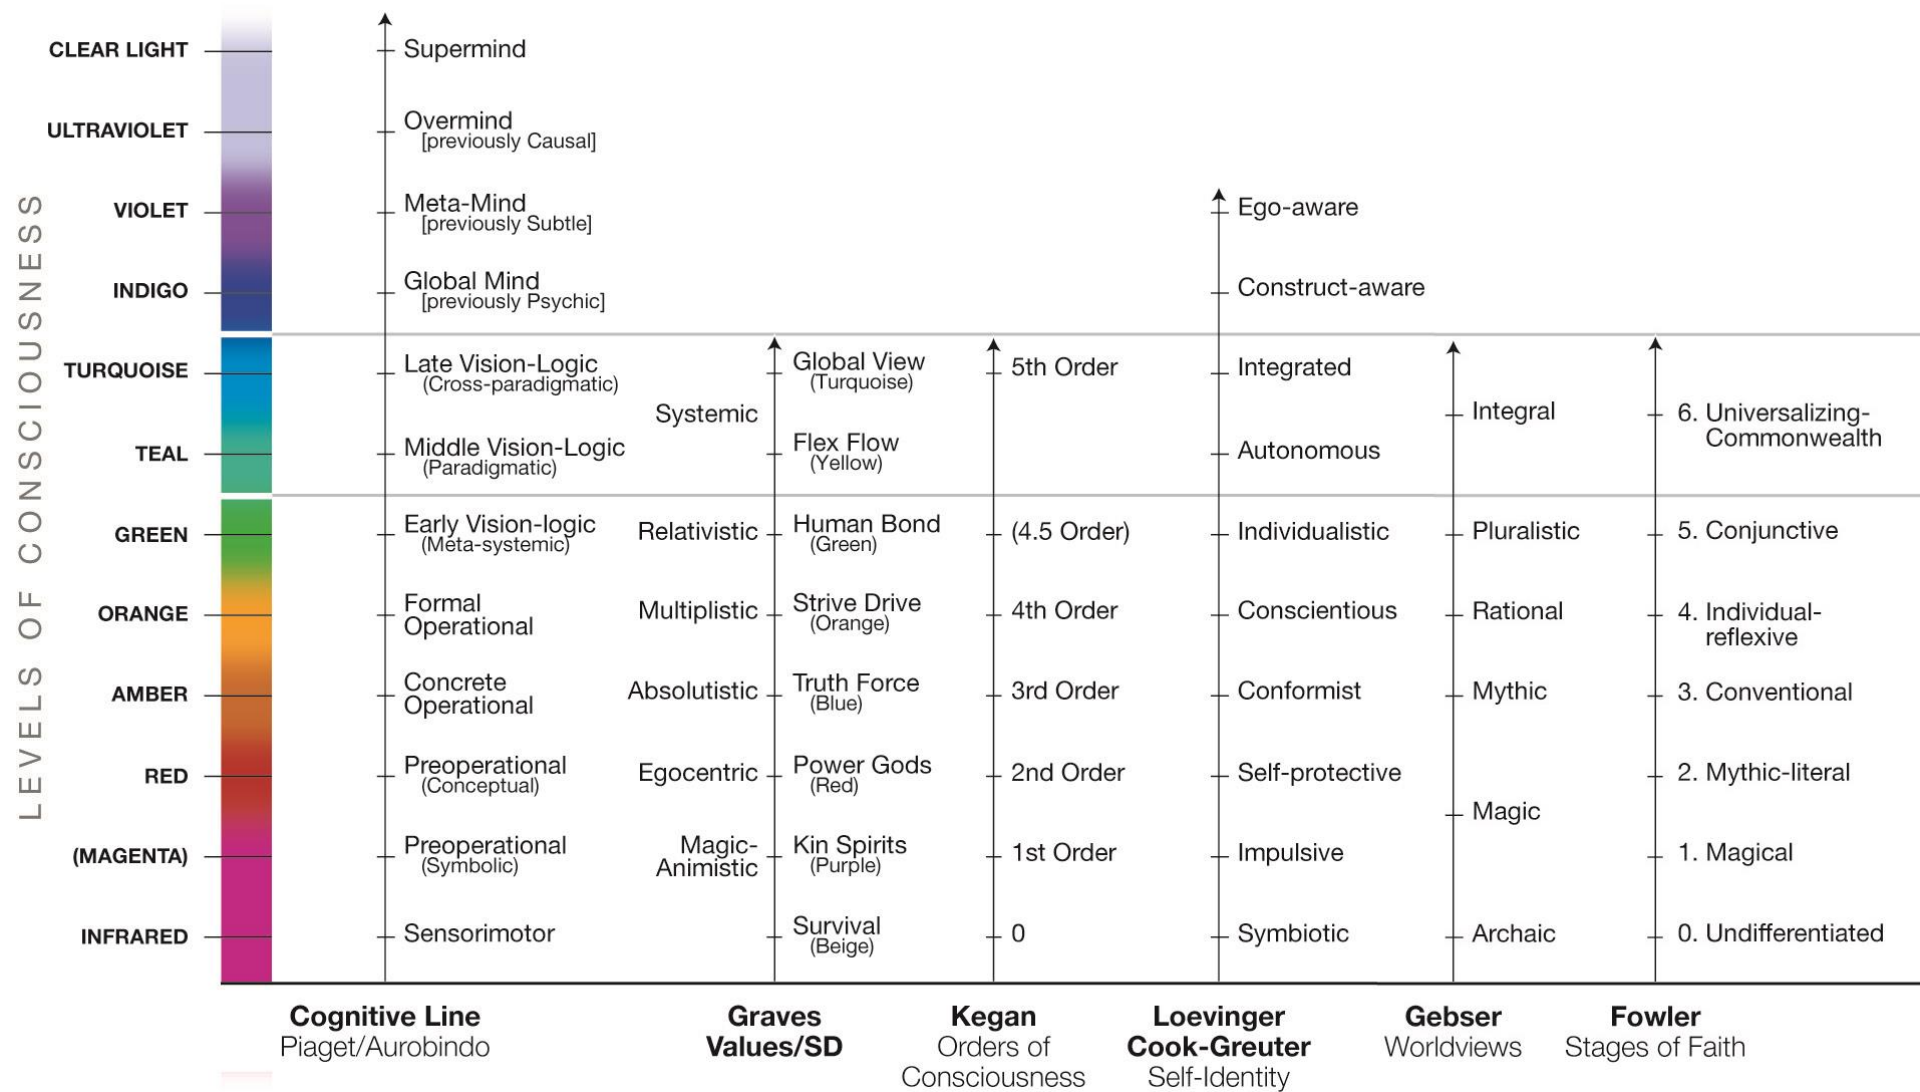 LEVELS OF CONSCIOUSNESS
CLEAR LIGHT
ULTRAVIOLET
VIOLET
INDIGO
TURQUOISE
TEAL
GREEN
ORANGE
AMBER
RED
(MAGENTA)
INFRARED
Supermind
Overmind
[previously Causal]
Meta-Mind
[previously Subtle]
Global Mind
[previously Psychic]
Late Vision-Logic
(Cross-paradigmatic)
Middle Vision-Logic
(Paradigmatic)
Early Vision-logic
(Meta-systemic)
Formal
Operational
Concrete
Operational
Preoperational
(Conceptual)
Preoperational
(Symbolic)
Sensorimotor
Cognitive Line
Piaget/Aurobindo
Systemic
Relativistic
Multiplistic
Absolutistic
Egocentric
Magic-
Animistic
Global View
(Turquoise)
Flex Flow
(Yellow)
Human Bond
(Green)
Strive Drive
(Orange)
Truth Force
(Blue)
Power Gods
(Red)
Kin Spirits
(Purple)
Survival
(Beige)
Graves
Values/SD
5th Order
(4.5 Order)
4th Order
3rd Order
2nd Order
1st Order
0
Kegan
Orders of
Consciousness
Ego-aware
Construct-aware
Integrated
Autonomous
Individualistic
Conscientious
Conformist
Self-protective
Impulsive
Symbiotic
Loevinger
Cook-Greuter
Self-Identity
Integral
Pluralistic
Rational
Mythic
Magic
Archaic
Gebser
Worldviews
6. Universalizing-
Commonwealth
5. Conjunctive
4. Individual-
reflexive
3. Conventional
2. Mythic-literal
1. Magical
0. Undifferentiated
Fowler
Stages of Faith